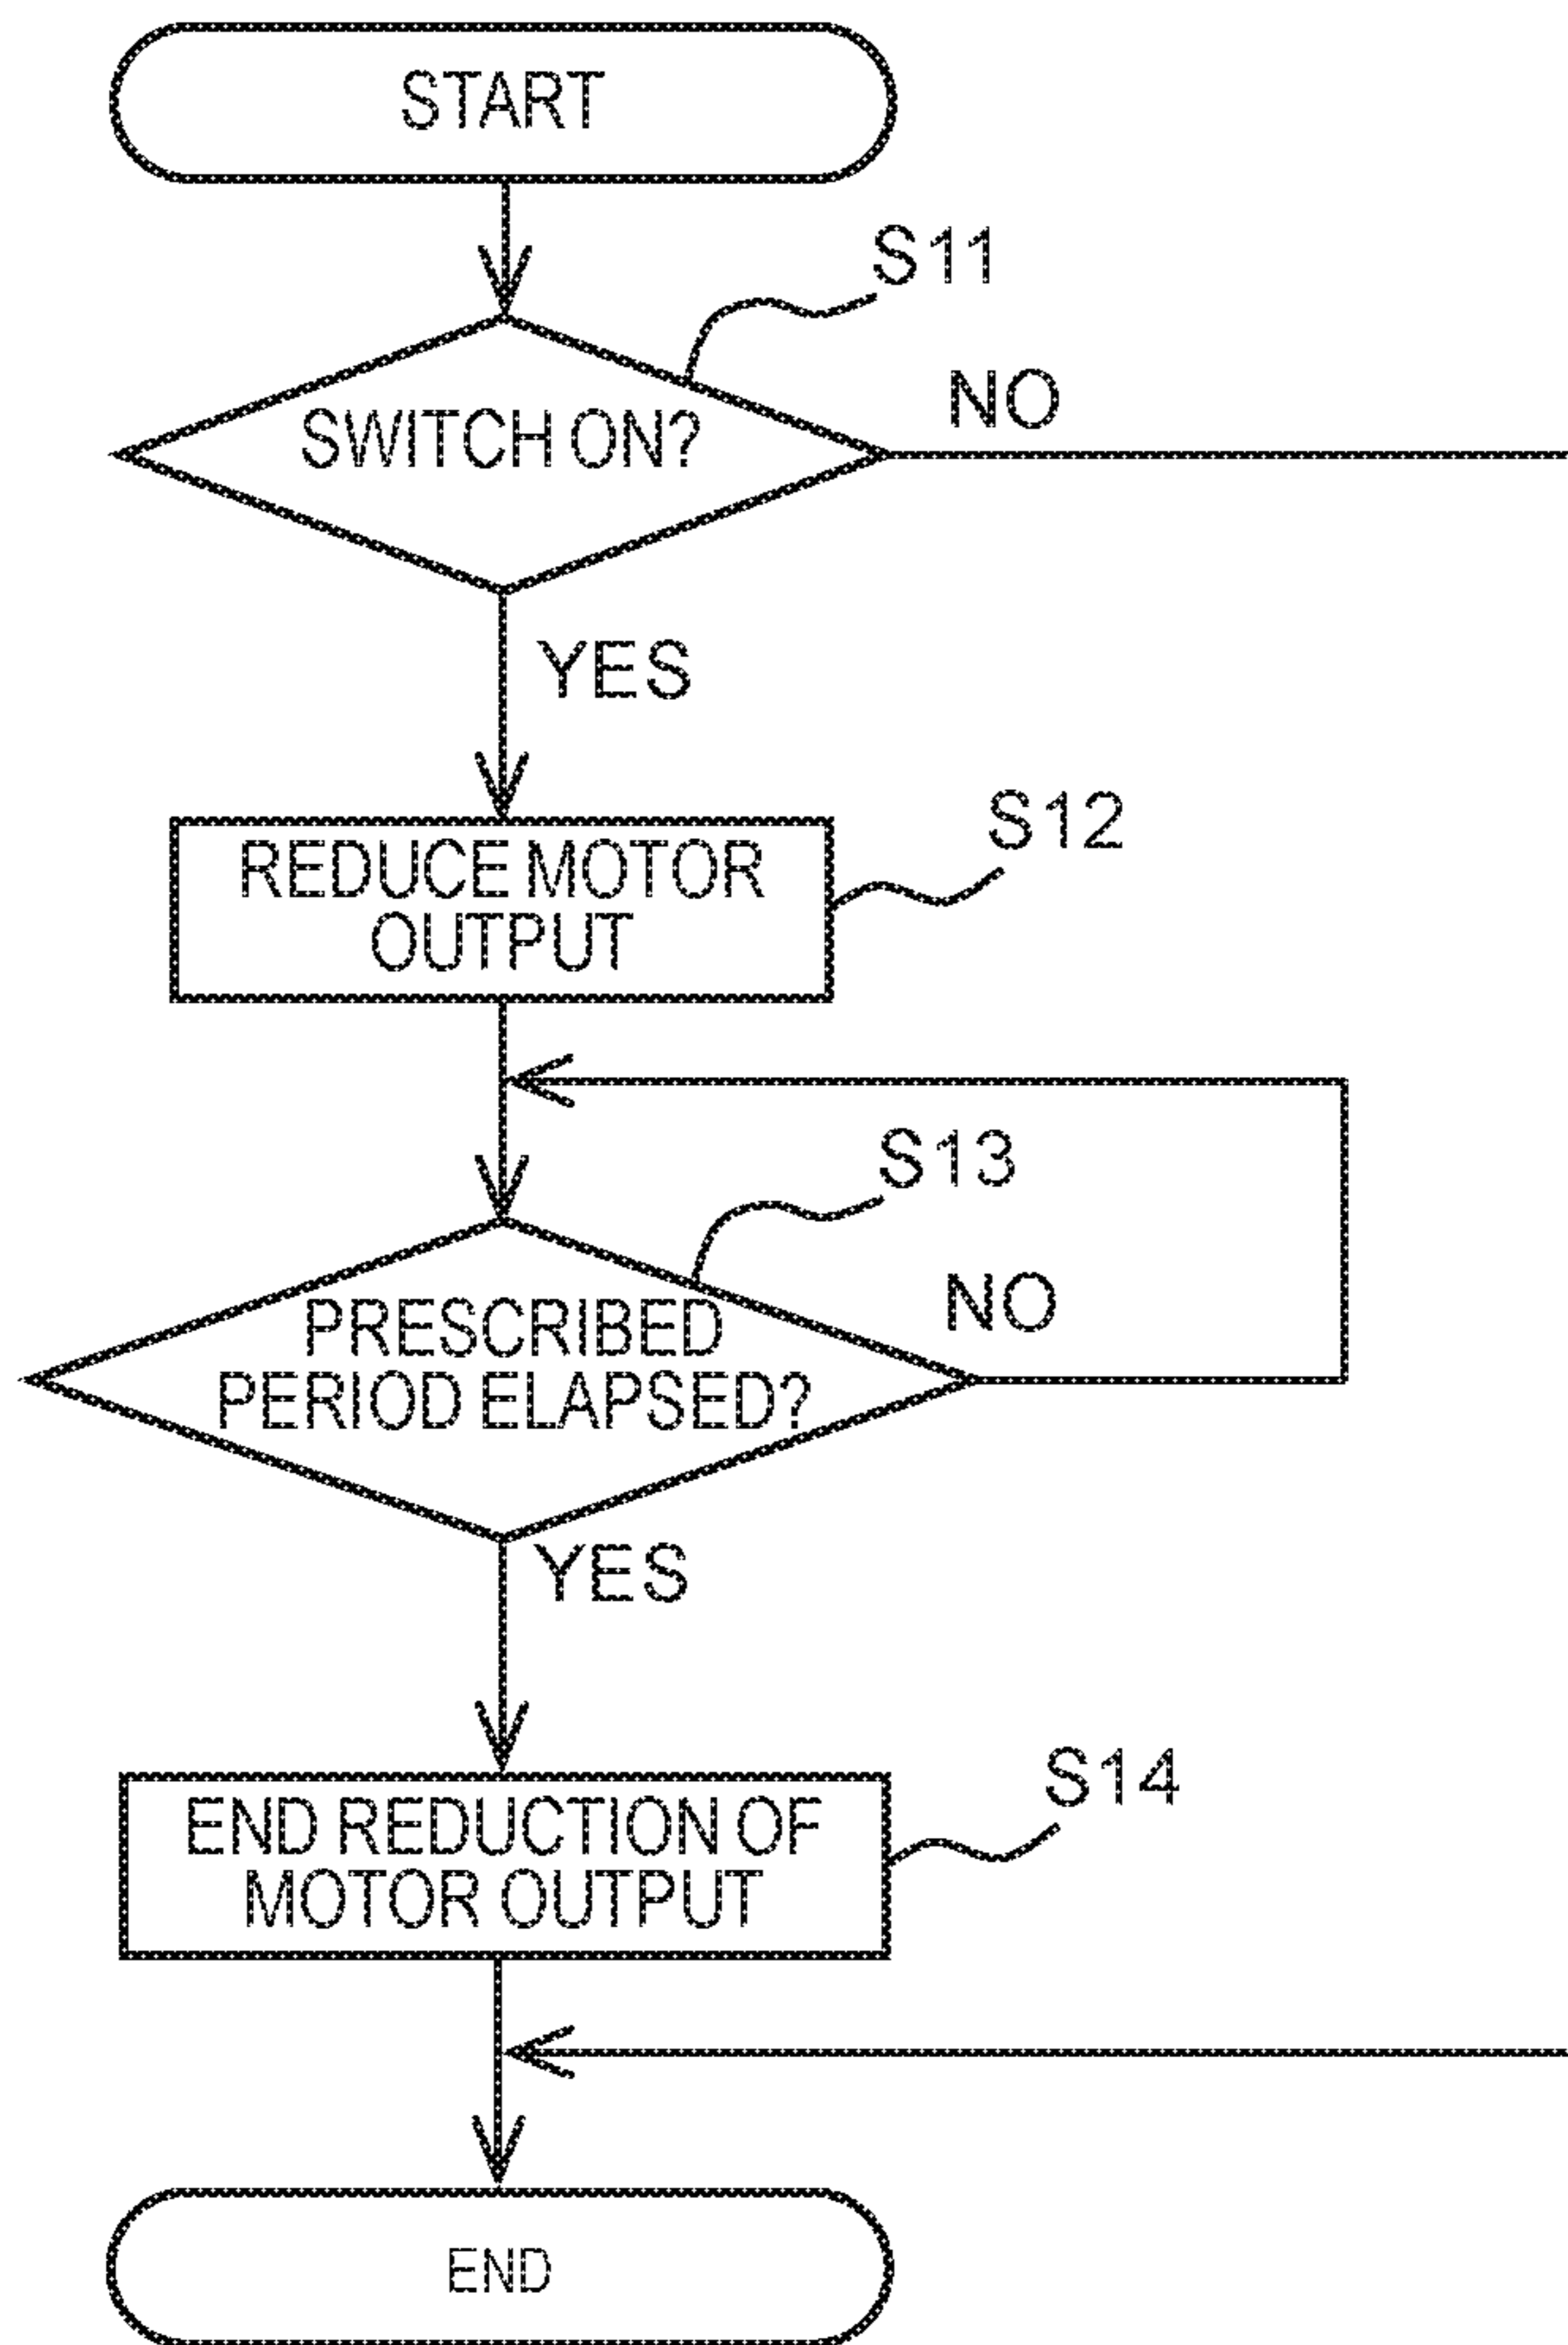 START
S11
SWITCH ON?
NO
YES
REDUCE MOTOR
OUTPUT
S12
S13
PRESCRIBED
PERIOD ELAPSED?
NO
YES
END REDUCTION OF
MOTOR OUTPUT
S14
END